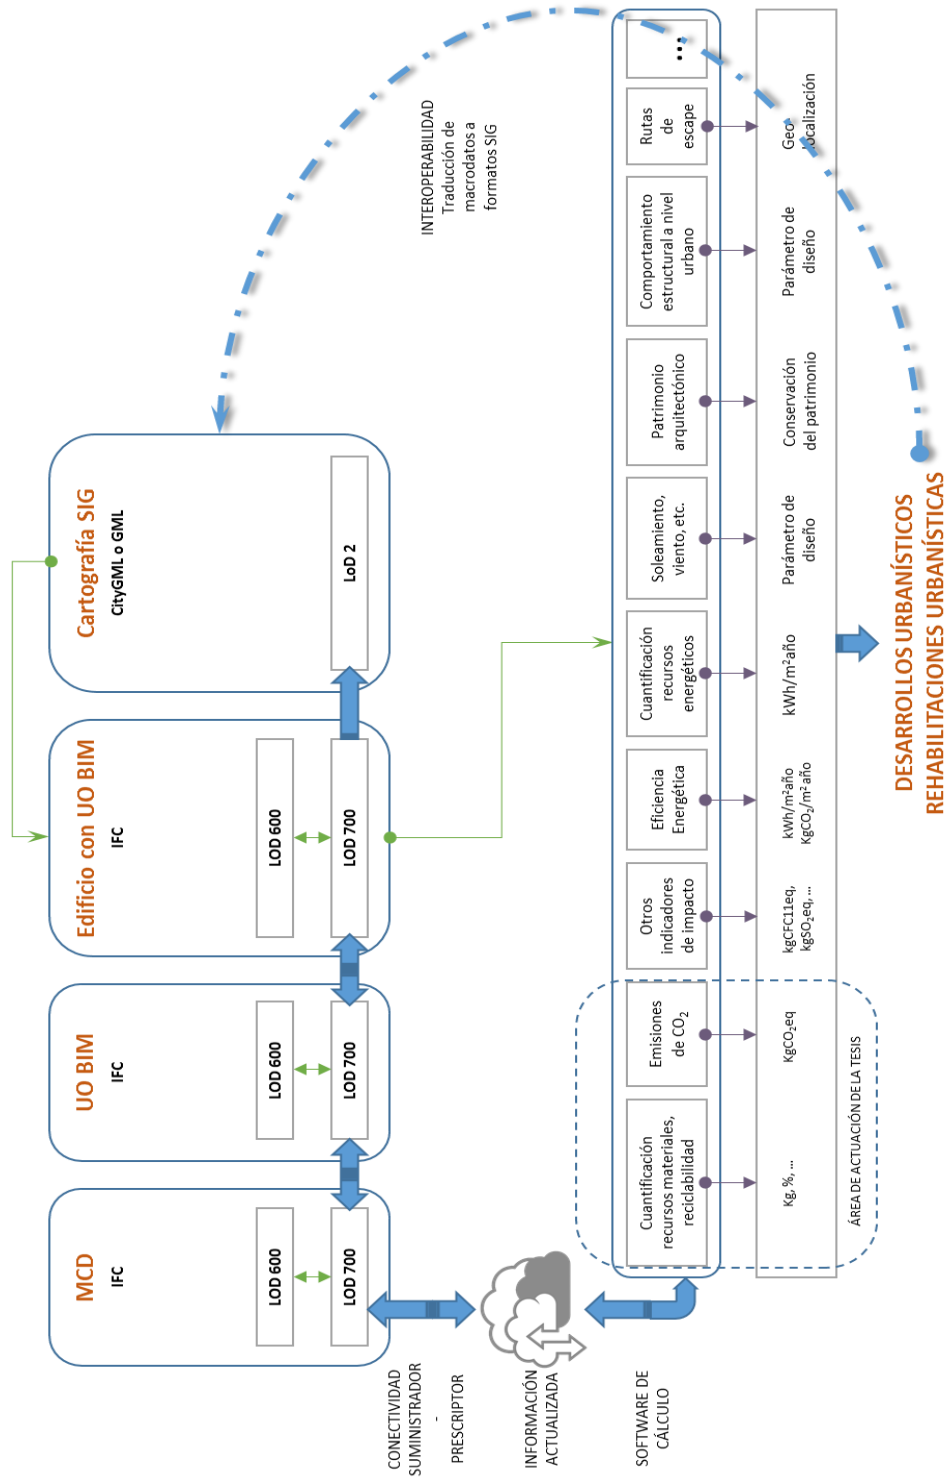 MCD
IFC
LOD 600
LOD 700
UO BIM
IFC
LOD 600
LOD 700
Edificio con UO BIM
IFC
LOD 600
LOD 700
Cartografía SIG
CityGML o GML
LoD 2
INTEROPERABILIDAD
Traducción de
macrodatos a
formatos SIG
CONECTIVIDAD
SUMINISTRADOR
-
PRESCRIPTOR
INFORMACIÓN
ACTUALIZADA
SOFTWARE DE
CÁLCULO
Cuantificación
recursos materiales,
reciclabilidad
Emisiones
de CO2
Otros
indicadores
de impacto
Eficiencia
Energética
Cuantificación
recursos
energéticos
Soleamiento,
viento, etc.
Patrimonio
arquitectónico
Comportamiento
estructural a nivel
urbano
Rutas
de
escape
...
Kg, %, ...
KgCO2eq
kgCFC11eq,
kgSO2eq, ...
kWh/m²año
KgCO2/m² año
kWh/m²año
Parámetro de
diseño
Conservación
del patrimonio
Parámetro de
diseño
Geo
localización
ÁREA DE ACTUACIÓN DE LA TESIS
DESARROLLOS URBANÍSTICOS
REHABILITACIONES URBANÍSTICAS